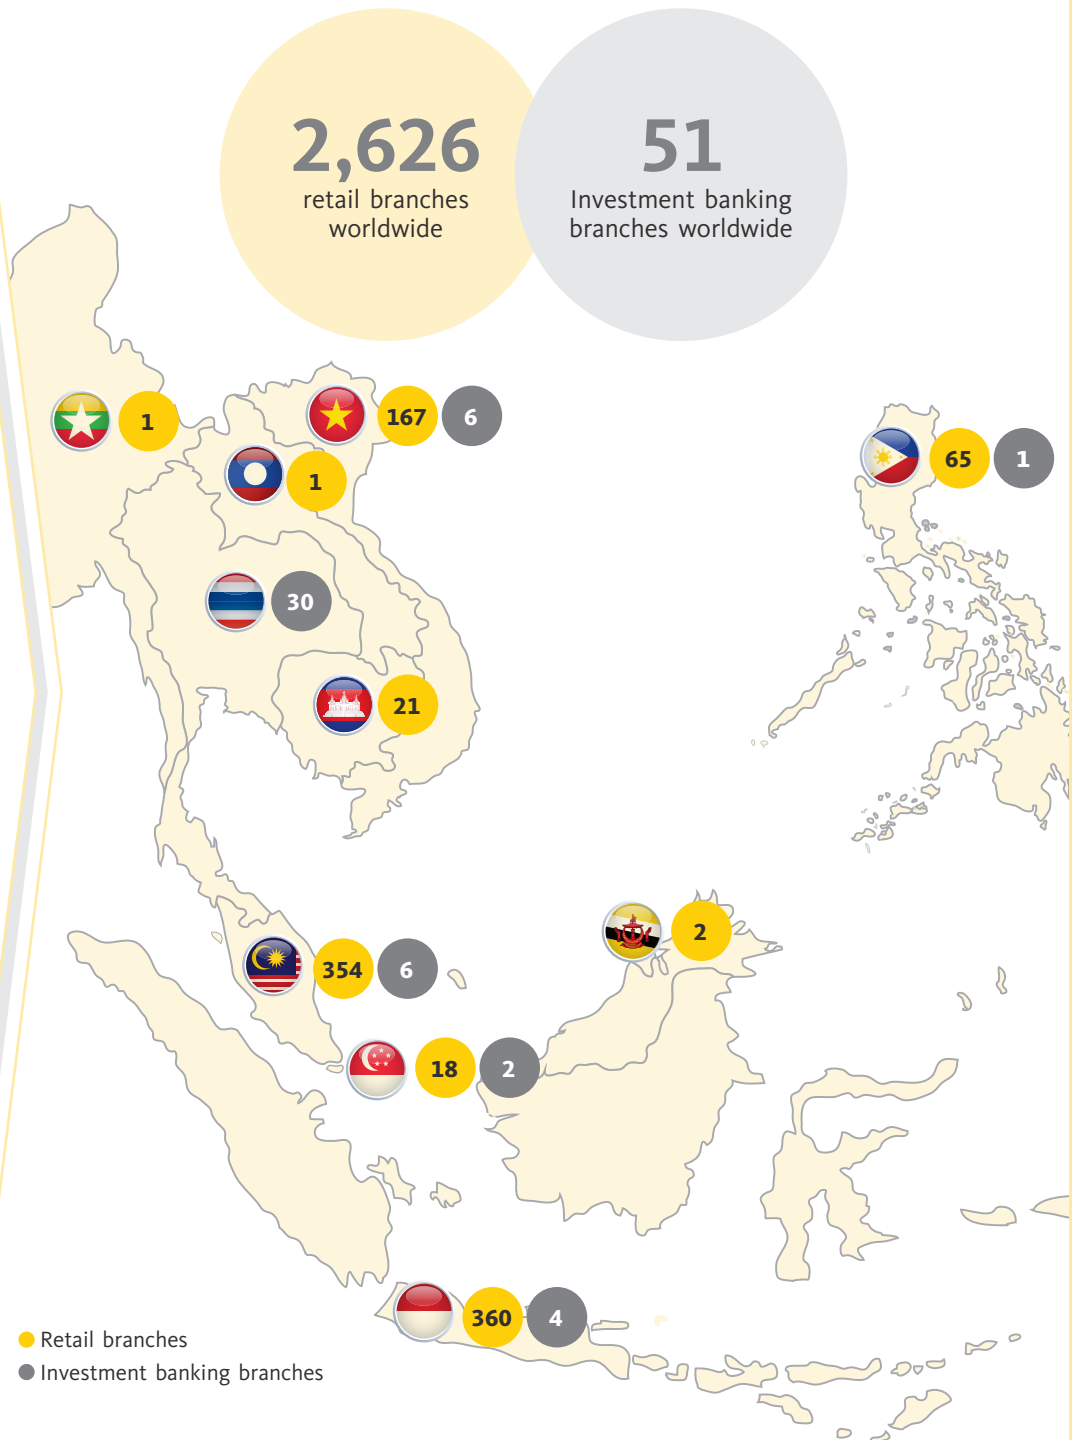 2,626
retail branches
worldwide
51
Investment banking
branches worldwide
1
167
6
1
65
1
30
21
2
354
6
18
2
360
4
Retail branches
Investment banking branches